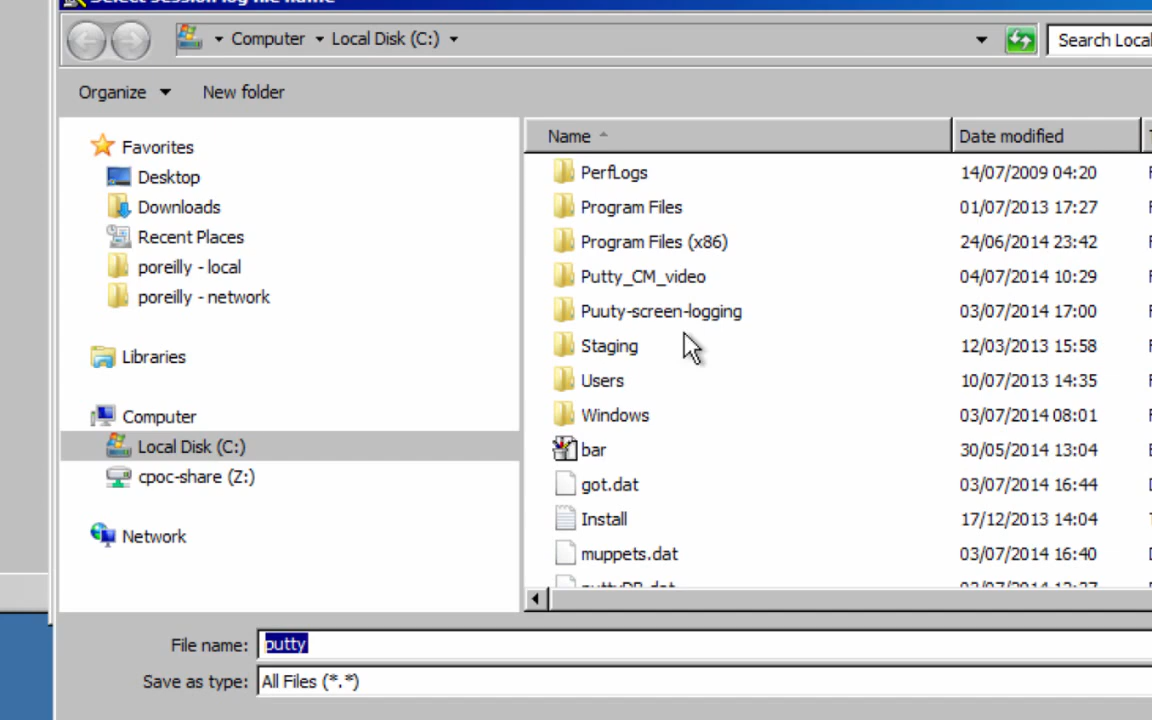 Select session log file name
Computer Local Disk (C:)
Search Local
Organize New folder
Favorites
Desktop
Downloads
Recent Places
poreilly - local
poreilly - network
Libraries
Computer
Local Disk (C:)
cpoc-share (Z:)
Network
Name Date modified
PerfLogs 14/07/2009 04:20
Program Files 01/07/2013 17:27
Program Files (x86) 24/06/2014 23:42
Putty_CM_video 04/07/2014 10:29
Puuty-screen-logging 03/07/2014 17:00
Staging 12/03/2013 15:58
Users 10/07/2013 14:35
Windows 03/07/2014 08:01
bar 30/05/2014 13:04
got.dat 03/07/2014 16:44
Install 17/12/2013 14:04
muppets.dat 03/07/2014 16:40
puttyDB.dat
File name: putty
Save as type: All Files (*.*)